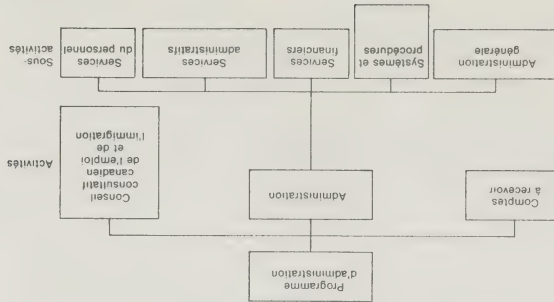 Programme
d'administration
Activités
Conseil
consultatif
canadien
de l'emploi
et de
l'immigration
Administration
Comptes
à recevoir
Sous-
activités
Services
du personnel
Services
administratifs
Services
financiers
Systèmes et
procédures
Administration
générale